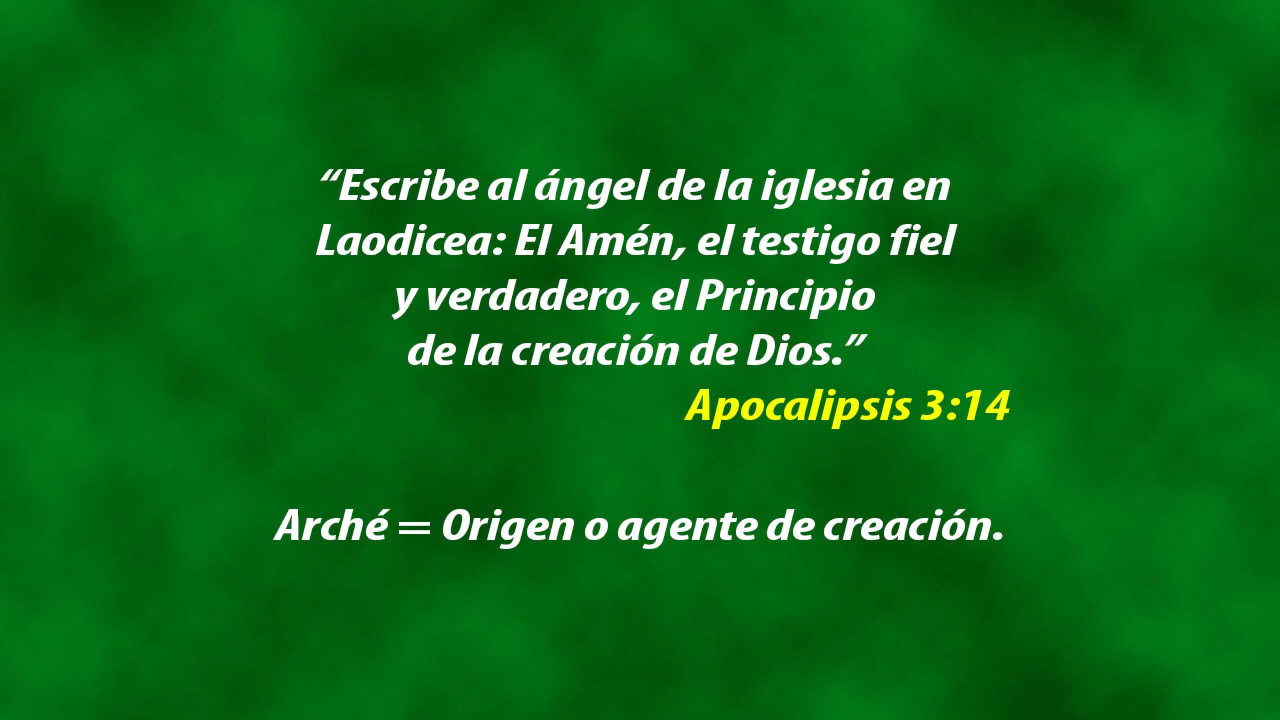 “Escribe al ángel de la iglesia en
Laodicea: El Amén, el testigo fiel
y verdadero, el Principio
de la creación de Dios.”
Apocalipsis 3:14
Arché = Origen o agente de creación.